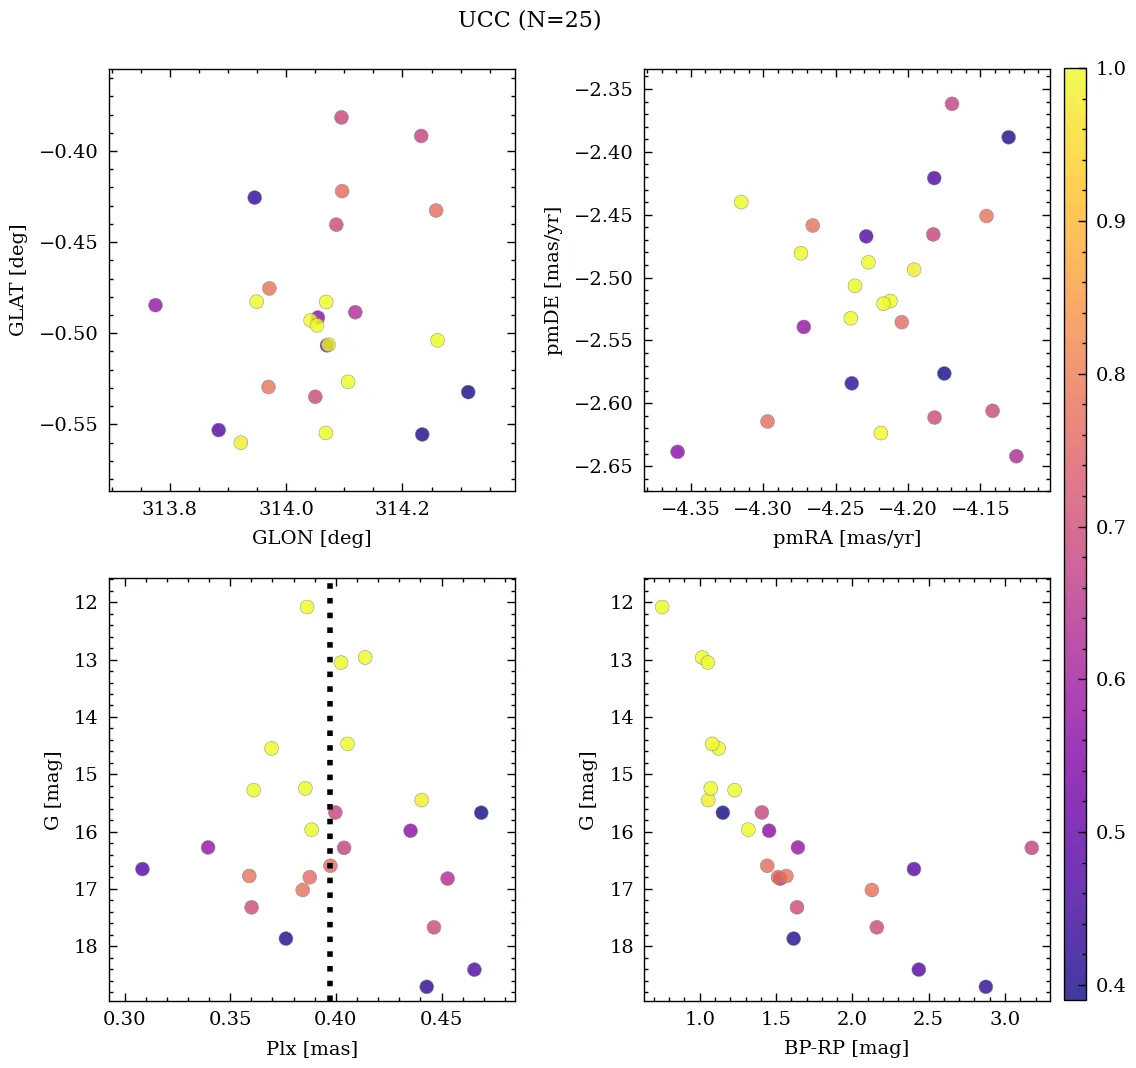 UCC (N=25)
−0.40
−0.45
−0.50
−0.55
GLAT [deg]
313.8 314.0 314.2
GLON [deg]
−2.35
−2.40
−2.45
−2.50
−2.55
−2.60
−2.65
pmDE [mas/yr]
−4.35 −4.30 −4.25 −4.20 −4.15
pmRA [mas/yr]
12
13
14
15
16
17
18
G [mag]
0.30 0.35 0.40 0.45
Plx [mas]
12
13
14
15
16
17
18
G [mag]
1.0 1.5 2.0 2.5 3.0
BP-RP [mag]
1.0
0.9
0.8
0.7
0.6
0.5
0.4